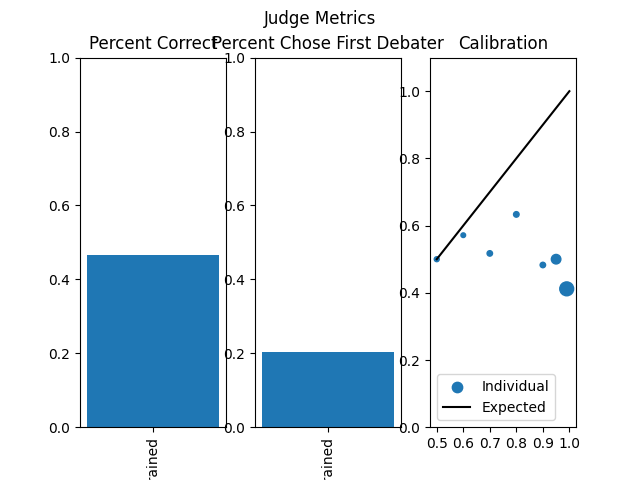 Judge Metrics
Percent Correct
Percent Chose First Debater
Calibration
1.0
0.8
0.6
0.4
0.2
0.0
rained
1.0
0.8
0.6
0.4
0.2
0.0
rained
1.0
0.8
0.6
0.4
0.2
0.0
Individual
Expected
0.5 0.6 0.7 0.8 0.9 1.0